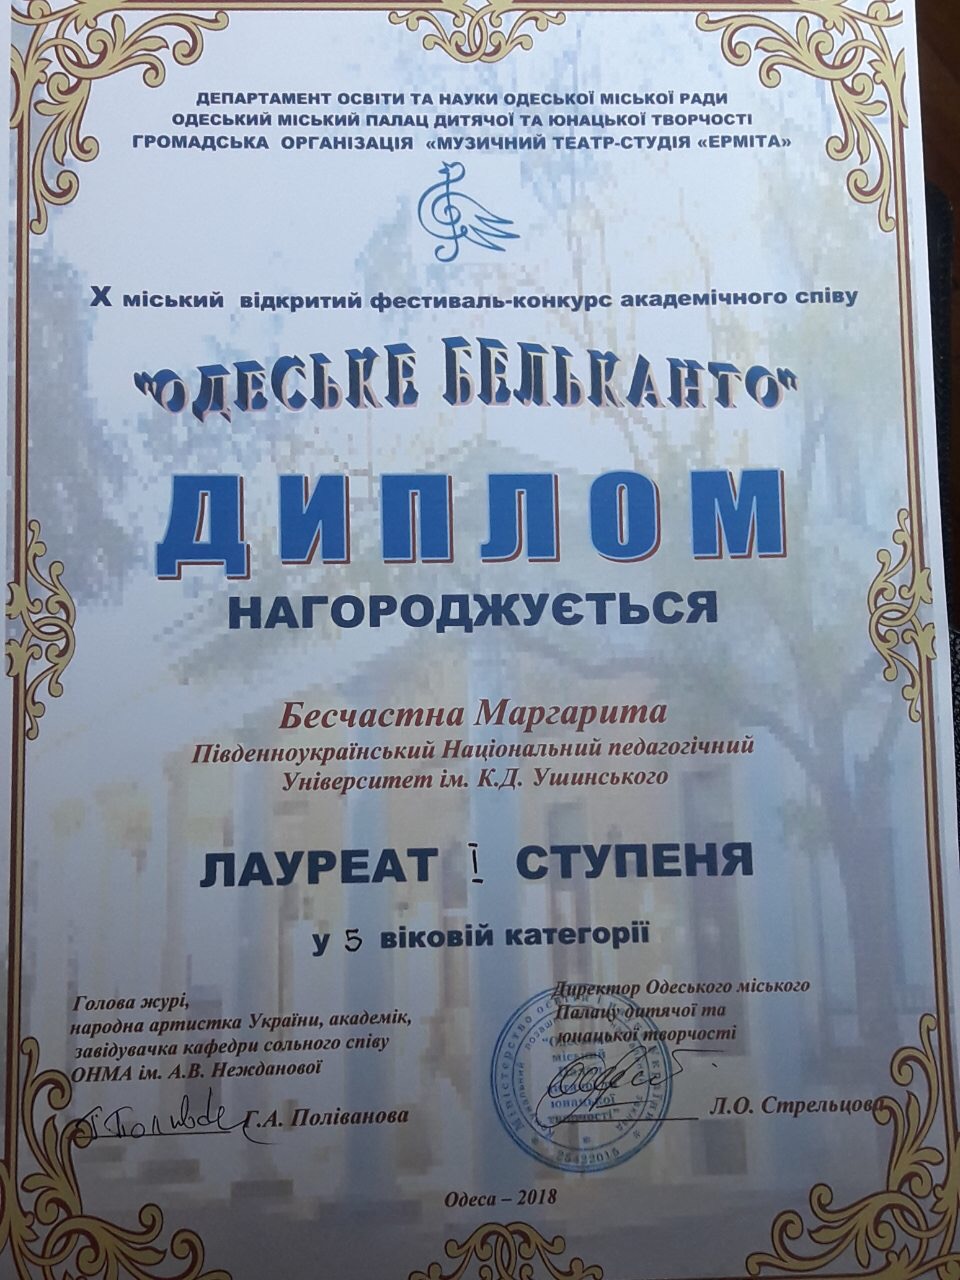 ДЕПАРТАМЕНТ ОСВІТИ ТА НАУКИ ОДЕСЬКОЇ МІСЬКОЇ РАДИ
ОДЕСЬКИЙ МІСЬКИЙ ПАЛАЦ ДИТЯЧОЇ ТА ЮНАЦЬКОЇ ТВОРЧОСТІ
ГРОМАДСЬКА ОРГАНІЗАЦІЯ «МУЗИЧНИЙ ТЕАТР-СТУДІЯ «ЕРМІТА»
X міський відкритий фестиваль-конкурс академічного співу
"ОДЕСЬКЕ БЕЛЬКАНТО"
ДИПЛОМ
НАГОРОДЖУЄТЬСЯ
Бесчастна Маргарита
Південноукраїнський Національний педагогічний
Університет ім. К.Д. Ушинського
ЛАУРЕАТ I СТУПЕНЯ
у 5 віковій категорії
Голова журі,
народна артистка України, академік,
завідувачка кафедри сольного співу
ОНМА ім. А.В. Нежданової
Г.А. Поліванова
Директор Одеського міського
Палацу дитячої та
юнацької творчості
Л.О. Стрельцова
25422015
Одеса – 2018